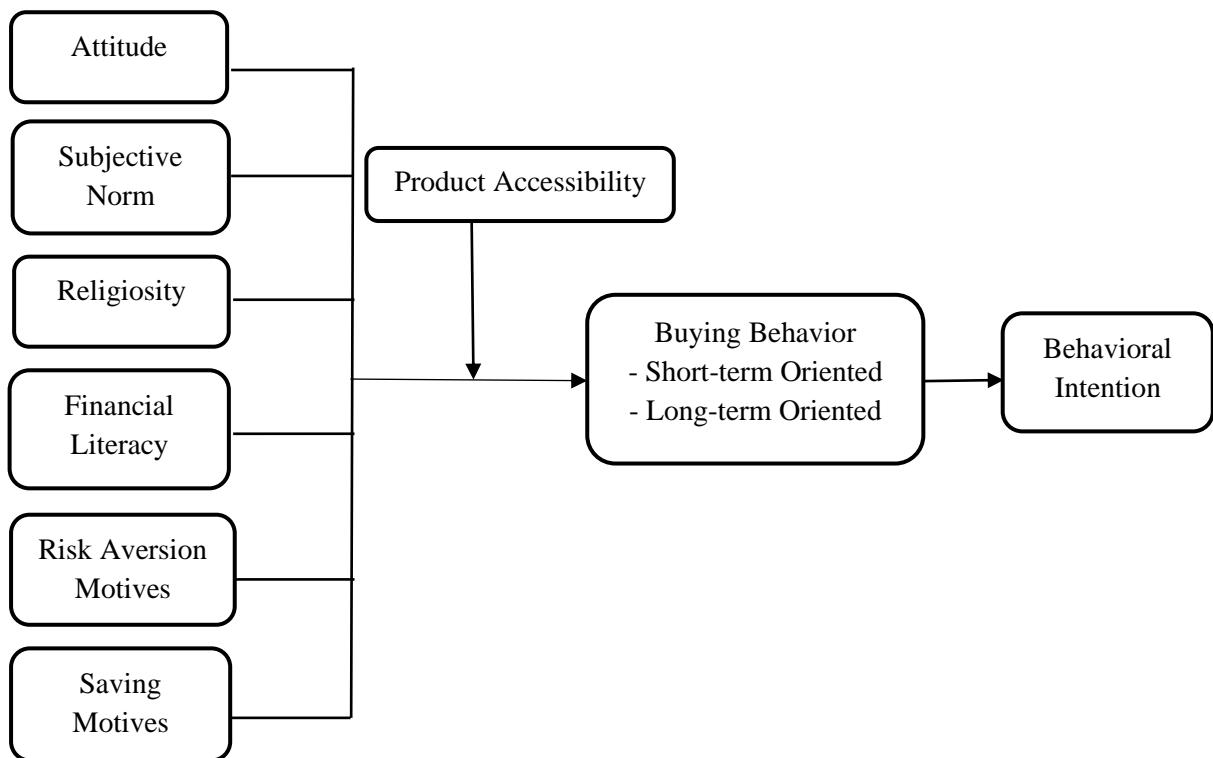 Attitude
Subjective
Norm
Religiosity
Financial
Literacy
Risk Aversion
Motives
Saving
Motives
Product Accessibility
Buying Behavior
- Short-term Oriented
- Long-term Oriented
Behavioral
Intention